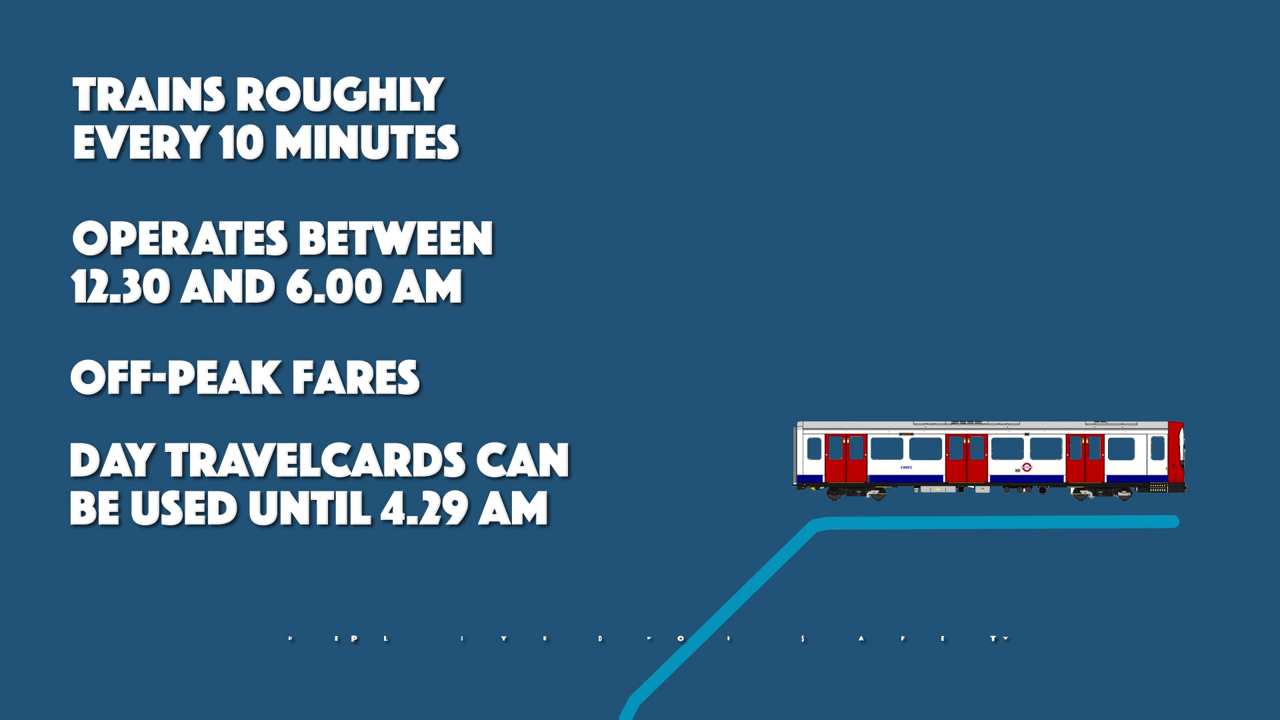 TRAINS ROUGHLY
EVERY 10 MINUTES
OPERATES BETWEEN
12.30 AND 6.00 AM
OFF-PEAK FARES
DAY TRAVELCARDS CAN
BE USED UNTIL 4.29 AM